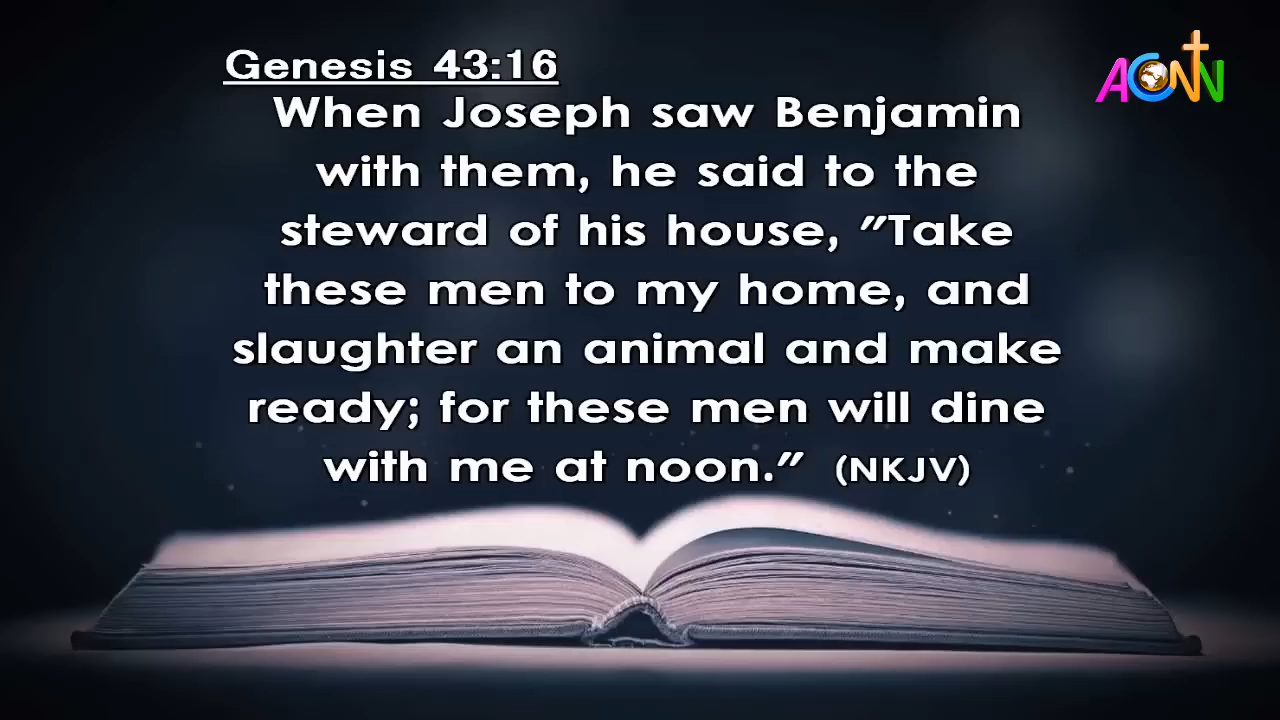 Genesis 43:16
ACNN
When Joseph saw Benjamin
with them, he said to the
steward of his house, "Take
these men to my home, and
slaughter an animal and make
ready; for these men will dine
with me at noon." (NKJV)